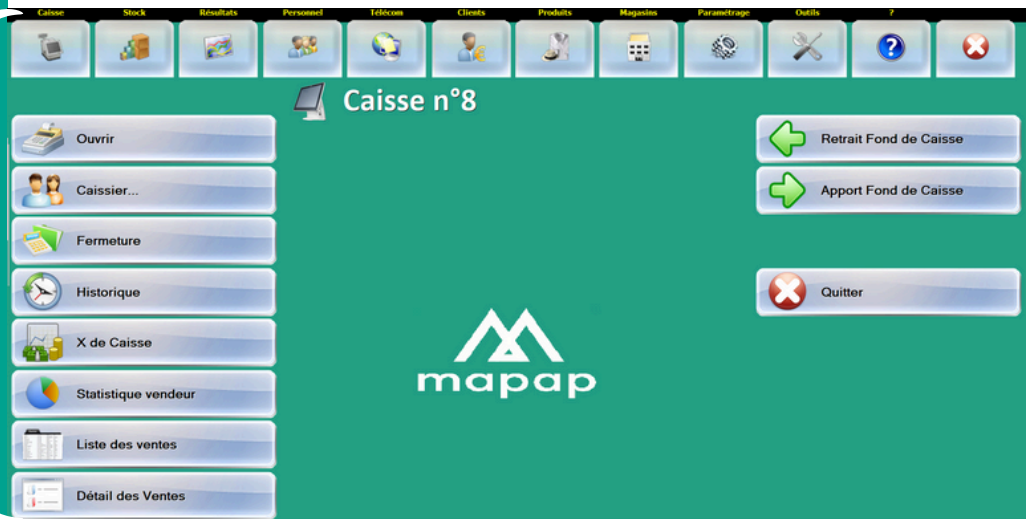 Caisse Stock Résultats Personnel Télécom Clients Produits Magasins Paramétrage Outils ?
Caisse n°8
Ouvrir
Caissier...
Fermeture
Historique
X de Caisse
Statistique vendeur
Liste des ventes
Détail des Ventes
Retrait Fond de Caisse
Apport Fond de Caisse
Quitter
mapap